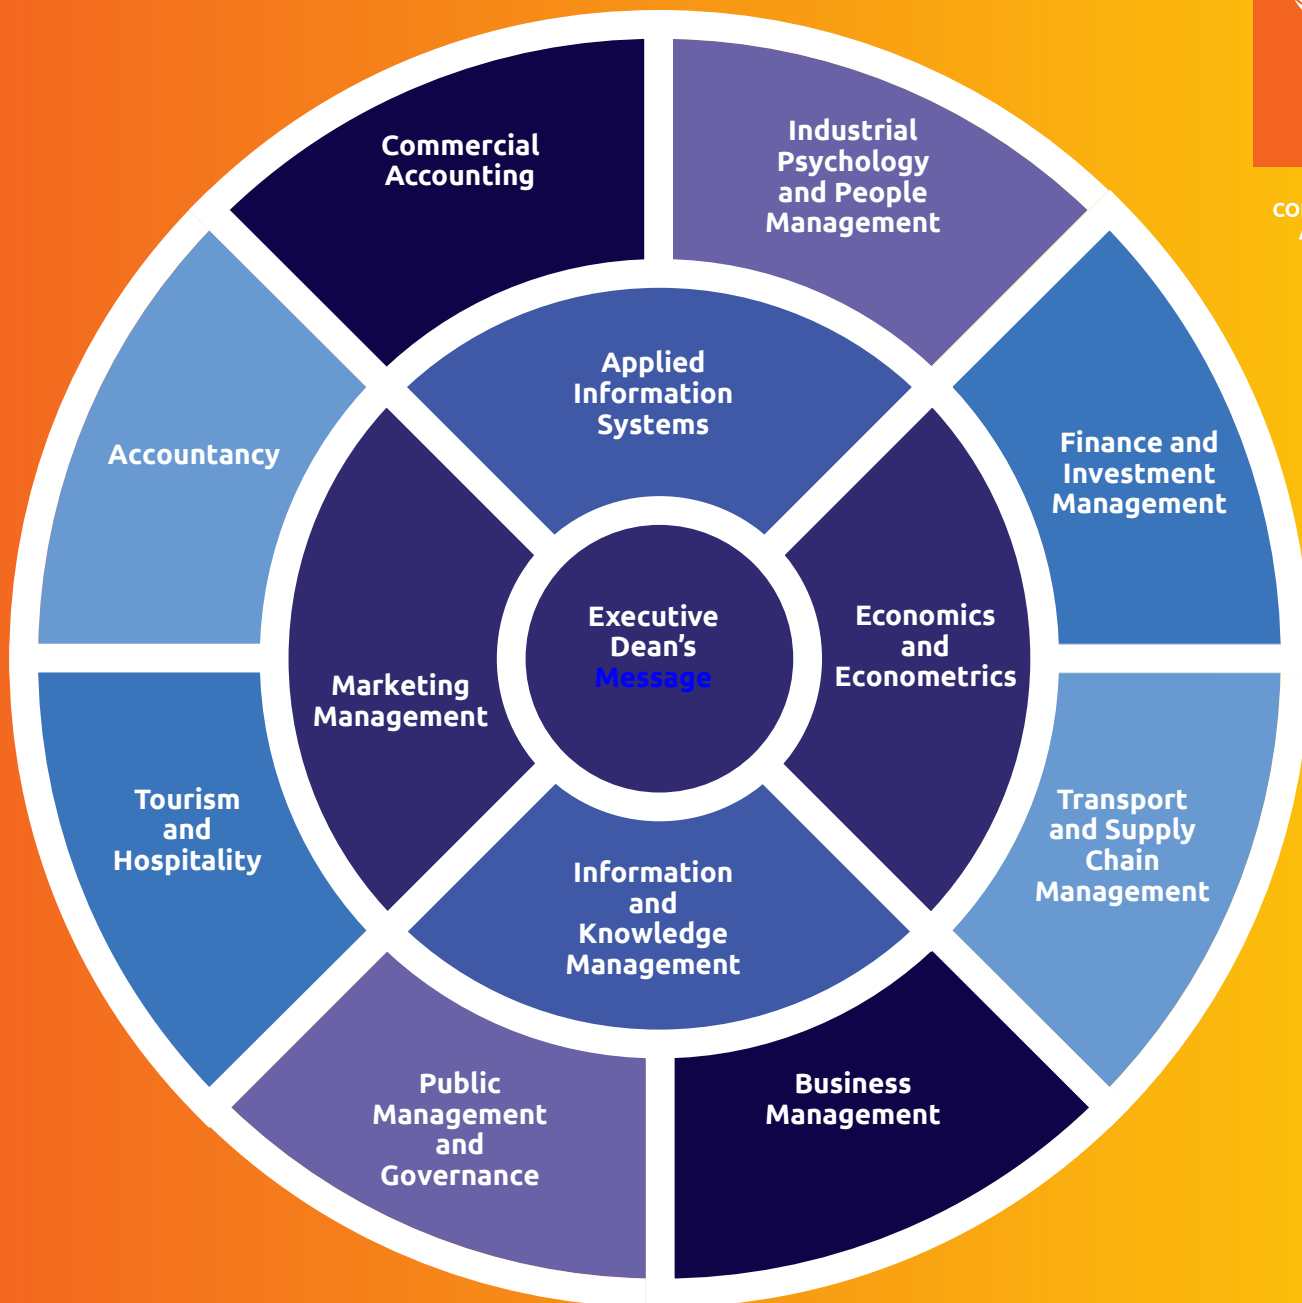 Commercial
Accounting
Industrial
Psychology
and People
Management
Applied
Information
Systems
Accountancy
Finance and
Investment
Management
Executive
Dean’s
Message
Economics
and
Econometrics
Marketing
Management
Tourism
and
Hospitality
Transport
and Supply
Chain
Management
Information
and
Knowledge
Management
Public
Management
and
Governance
Business
Management